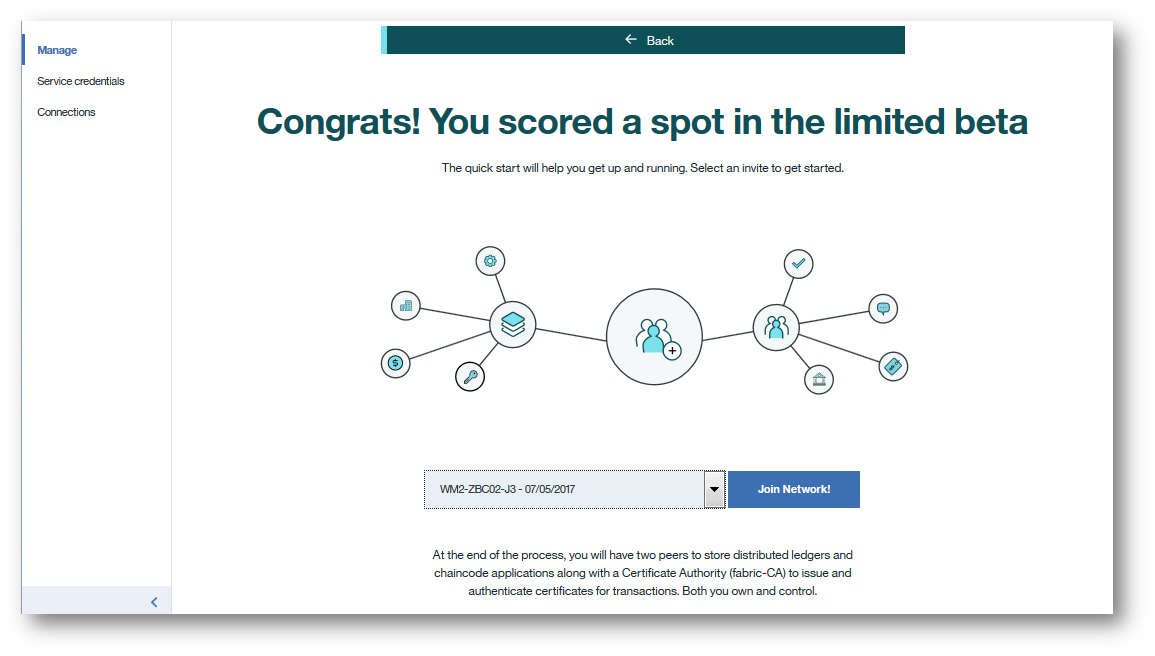 Manage
Service credentials
Connections
← Back
Congrats! You scored a spot in the limited beta
The quick start will help you get up and running. Select an invite to get started.
$
+
WM2-ZBC02-J3 - 07/05/2017
Join Network!
At the end of the process, you will have two peers to store distributed ledgers and
chaincode applications along with a Certificate Authority (fabric-CA) to issue and
authenticate certificates for transactions. Both you own and control.